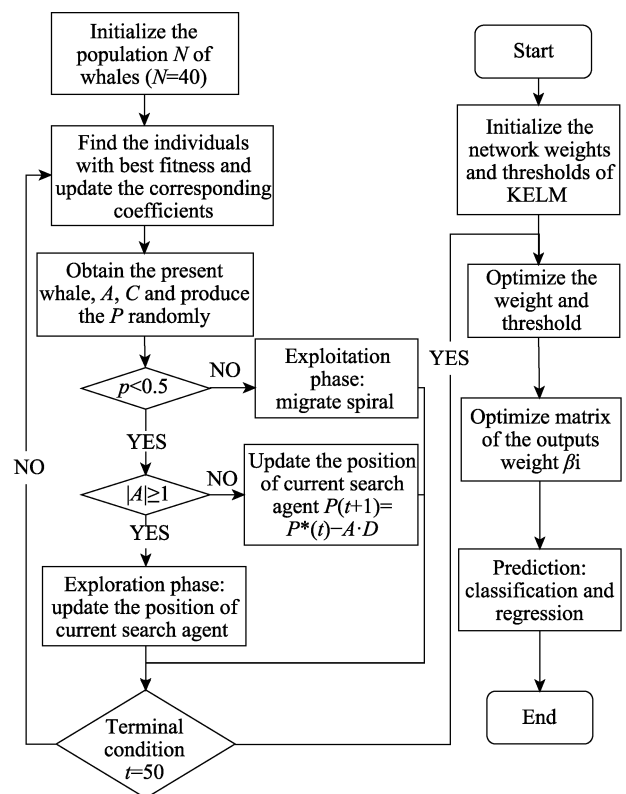 Initialize the
population N of
whales (N=40)
Find the individuals
with best fitness and
update the corresponding
coefficients
Obtain the present
whale, A, C and produce
the P randomly
p<0.5
NO
Exploitation
phase:
migrate spiral
YES
|A|≥1
NO
Update the position
of current search
agent P(t+1)=
P*(t)−A·D
YES
Exploration phase:
update the position of
current search agent
NO
Terminal
condition
t=50
YES
Start
Initialize the
network weights
and thresholds of
KELM
Optimize the
weight and
threshold
Optimize matrix
of the outputs
weight βi
Prediction:
classification and
regression
End